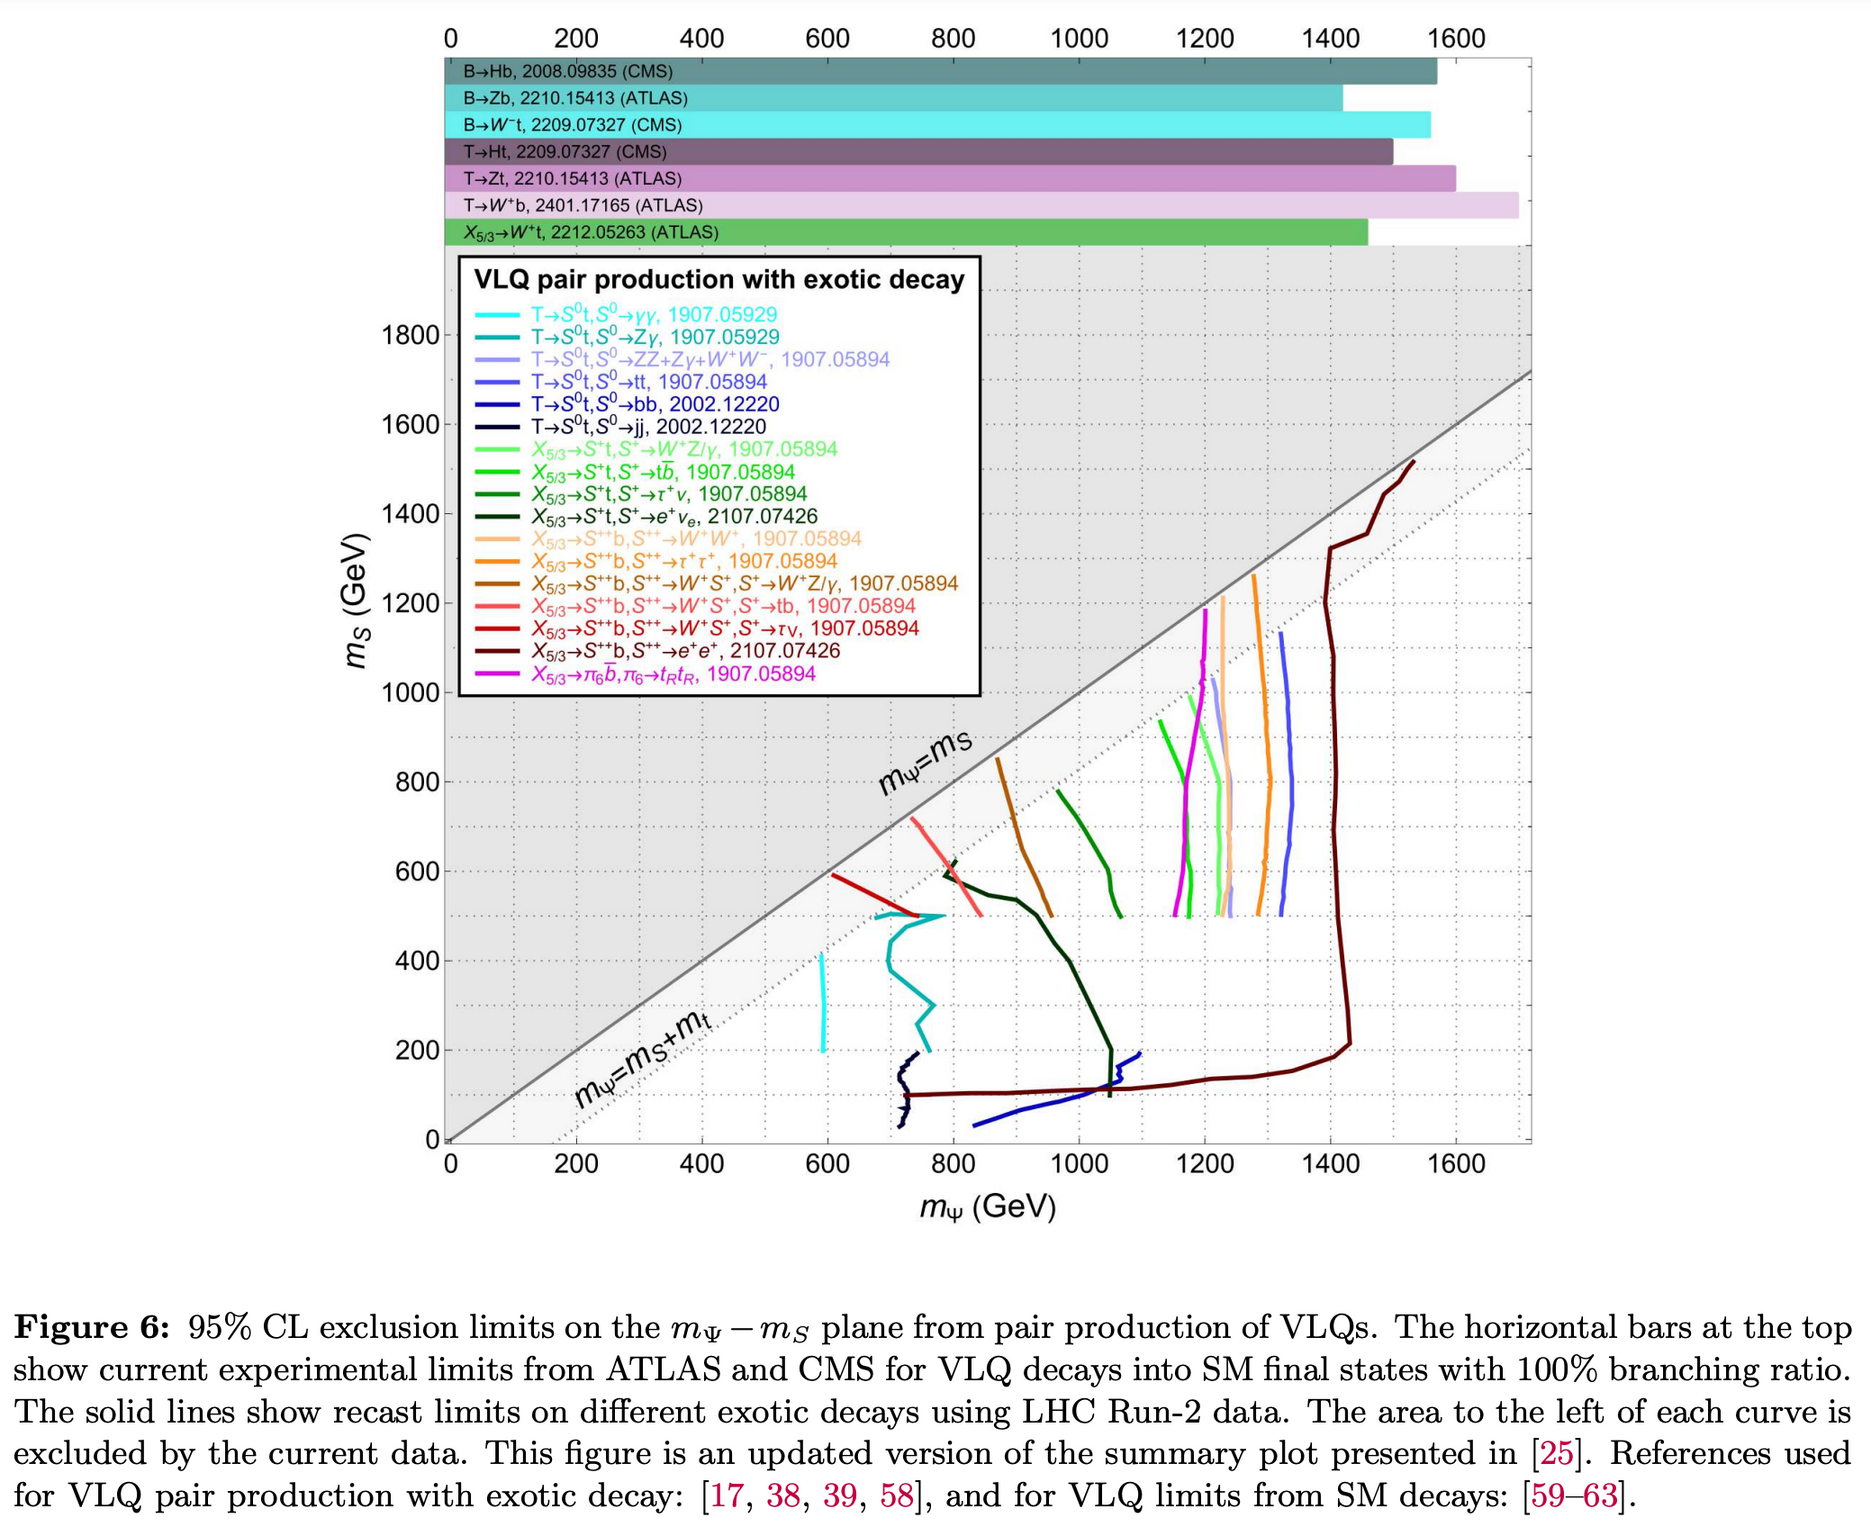 0 200 400 600 800 1000 1200 1400 1600
B→Hb, 2008.09835 (CMS)
B→Zb, 2210.15413 (ATLAS)
B→W⁻t, 2209.07327 (CMS)
T→Ht, 2209.07327 (CMS)
T→Zt, 2210.15413 (ATLAS)
T→W⁺b, 2401.17165 (ATLAS)
X₅/₃→W⁺t, 2212.05263 (ATLAS)
VLQ pair production with exotic decay
T→S⁰t,S⁰→γγ, 1907.05929
T→S⁰t,S⁰→Zγ, 1907.05929
T→S⁰t,S⁰→ZZ+Zγ+W⁺W⁻, 1907.05894
T→S⁰t,S⁰→tt, 1907.05894
T→S⁰t,S⁰→bb, 2002.12220
T→S⁰t,S⁰→jj, 2002.12220
X₅/₃→S⁺t,S⁺→W⁺Z/γ, 1907.05894
X₅/₃→S⁺t,S⁺→tb̅, 1907.05894
X₅/₃→S⁺t,S⁺→τ⁺ν, 1907.05894
X₅/₃→S⁺t,S⁺→e⁺νₑ, 2107.07426
X₅/₃→S⁺⁺b,S⁺⁺→W⁺W⁺, 1907.05894
X₅/₃→S⁺⁺b,S⁺⁺→τ⁺τ⁺, 1907.05894
X₅/₃→S⁺⁺b,S⁺⁺→W⁺S⁺,S⁺→W⁺Z/γ, 1907.05894
X₅/₃→S⁺⁺b,S⁺⁺→W⁺S⁺,S⁺→tb, 1907.05894
X₅/₃→S⁺⁺b,S⁺⁺→W⁺S⁺,S⁺→τν, 1907.05894
X₅/₃→S⁺⁺b,S⁺⁺→e⁺e⁺, 2107.07426
X₅/₃→π₆b̅,π₆→t_Rt_R, 1907.05894
1800
1600
1400
1200
1000
800
600
400
200
0
m_S (GeV)
m_Ψ=m_S
m_Ψ=m_S+m_t
0 200 400 600 800 1000 1200 1400 1600
m_Ψ (GeV)
Figure 6: 95% CL exclusion limits on the m_Ψ − m_S plane from pair production of VLQs. The horizontal bars at the top
show current experimental limits from ATLAS and CMS for VLQ decays into SM final states with 100% branching ratio.
The solid lines show recast limits on different exotic decays using LHC Run-2 data. The area to the left of each curve is
excluded by the current data. This figure is an updated version of the summary plot presented in [25]. References used
for VLQ pair production with exotic decay: [17, 38, 39, 58], and for VLQ limits from SM decays: [59–63].